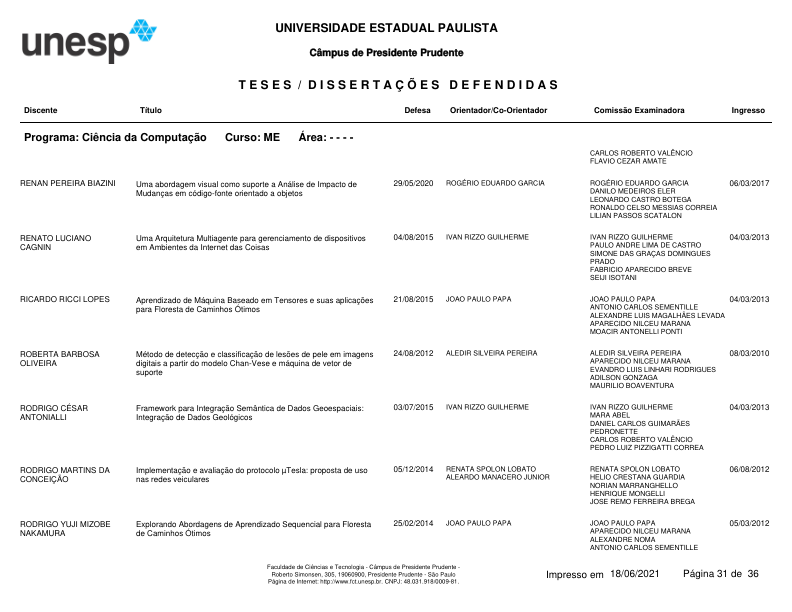 unesp
UNIVERSIDADE ESTADUAL PAULISTA
Câmpus de Presidente Prudente
TESES / DISSERTAÇÕES DEFENDIDAS
Discente Título Defesa Orientador/Co-Orientador Comissão Examinadora Ingresso
Programa: Ciência da Computação Curso: ME Área: - - - -
CARLOS ROBERTO VALÊNCIO
FLAVIO CEZAR AMATE
RENAN PEREIRA BIAZINI
Uma abordagem visual como suporte a Análise de Impacto de
Mudanças em código-fonte orientado a objetos
29/05/2020
ROGÉRIO EDUARDO GARCIA
ROGÉRIO EDUARDO GARCIA
DANILO MEDEIROS ELER
LEONARDO CASTRO BOTEGA
RONALDO CELSO MESSIAS CORREIA
LILIAN PASSOS SCATALON
06/03/2017
RENATO LUCIANO
CAGNIN
Uma Arquitetura Multiagente para gerenciamento de dispositivos
em Ambientes da Internet das Coisas
04/08/2015
IVAN RIZZO GUILHERME
IVAN RIZZO GUILHERME
PAULO ANDRE LIMA DE CASTRO
SIMONE DAS GRAÇAS DOMINGUES
PRADO
FABRICIO APARECIDO BREVE
SEIJI ISOTANI
04/03/2013
RICARDO RICCI LOPES
Aprendizado de Máquina Baseado em Tensores e suas aplicações
para Floresta de Caminhos Ótimos
21/08/2015
JOAO PAULO PAPA
JOAO PAULO PAPA
ANTONIO CARLOS SEMENTILLE
ALEXANDRE LUIS MAGALHÃES LEVADA
APARECIDO NILCEU MARANA
MOACIR ANTONELLI PONTI
04/03/2013
ROBERTA BARBOSA
OLIVEIRA
Método de detecção e classificação de lesões de pele em imagens
digitais a partir do modelo Chan-Vese e máquina de vetor de
suporte
24/08/2012
ALEDIR SILVEIRA PEREIRA
ALEDIR SILVEIRA PEREIRA
APARECIDO NILCEU MARANA
EVANDRO LUIS LINHARI RODRIGUES
ADILSON GONZAGA
MAURILIO BOAVENTURA
08/03/2010
RODRIGO CÉSAR
ANTONIALLI
Framework para Integração Semântica de Dados Geoespaciais:
Integração de Dados Geológicos
03/07/2015
IVAN RIZZO GUILHERME
IVAN RIZZO GUILHERME
MARA ABEL
DANIEL CARLOS GUIMARÃES
PEDRONETTE
CARLOS ROBERTO VALÊNCIO
PEDRO LUIZ PIZZIGATTI CORREA
04/03/2013
RODRIGO MARTINS DA
CONCEIÇÃO
Implementação e avaliação do protocolo µTesla: proposta de uso
nas redes veiculares
05/12/2014
RENATA SPOLON LOBATO
ALEARDO MANACERO JUNIOR
RENATA SPOLON LOBATO
HELIO CRESTANA GUARDIA
NORIAN MARRANGHELLO
HENRIQUE MONGELLI
JOSE REMO FERREIRA BREGA
06/08/2012
RODRIGO YUJI MIZOBE
NAKAMURA
Explorando Abordagens de Aprendizado Sequencial para Floresta
de Caminhos Ótimos
25/02/2014
JOAO PAULO PAPA
JOAO PAULO PAPA
APARECIDO NILCEU MARANA
ALEXANDRE NOMA
ANTONIO CARLOS SEMENTILLE
05/03/2012
Faculdade de Ciências e Tecnologia - Câmpus de Presidente Prudente -
Roberto Simonsen, 305, 19060900, Presidente Prudente - São Paulo
Página de Internet: http://www.fct.unesp.br. CNPJ: 48.031.918/0009-81.
Impresso em 18/06/2021 Página 31 de 36